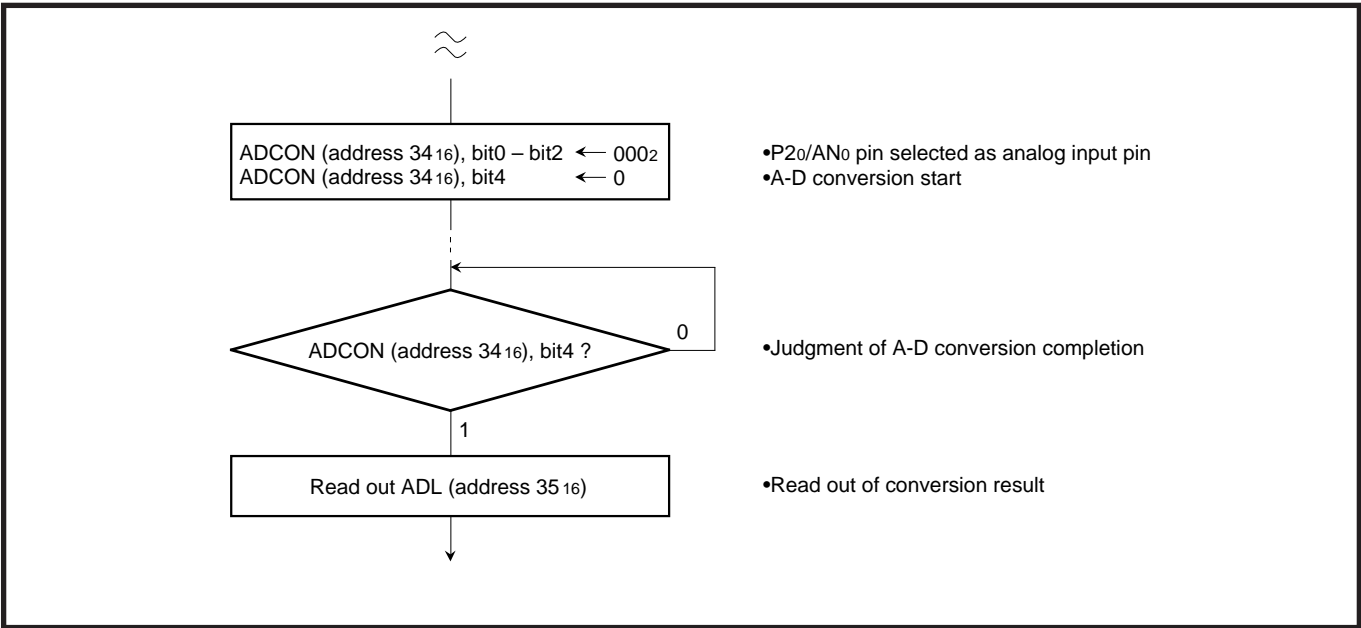 ADCON (address 34₁₆), bit0 – bit2 ← 000₂ •P2₀/AN₀ pin selected as analog input pin
ADCON (address 34₁₆), bit4 ← 0 •A-D conversion start
0
ADCON (address 34₁₆), bit4 ? •Judgment of A-D conversion completion
1
Read out ADL (address 35₁₆) •Read out of conversion result